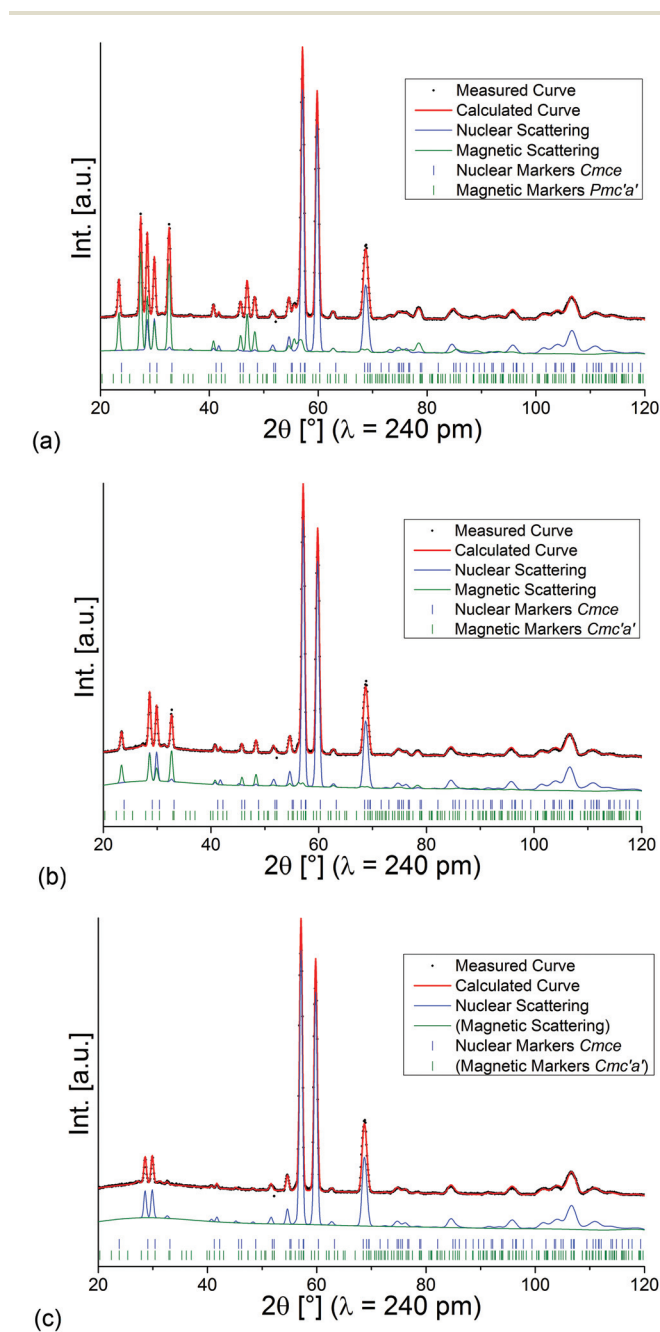 Measured Curve
Calculated Curve
Nuclear Scattering
Magnetic Scattering
Nuclear Markers Cmce
Magnetic Markers Pmc'a'
Int. [a.u.]
20 40 60 80 100 120
2θ [°] (λ = 240 pm)
(a)
Measured Curve
Calculated Curve
Nuclear Scattering
Magnetic Scattering
Nuclear Markers Cmce
Magnetic Markers Cmc'a'
Int. [a.u.]
20 40 60 80 100 120
2θ [°] (λ = 240 pm)
(b)
Measured Curve
Calculated Curve
Nuclear Scattering
(Magnetic Scattering)
Nuclear Markers Cmce
(Magnetic Markers Cmc'a')
Int. [a.u.]
20 40 60 80 100 120
2θ [°] (λ = 240 pm)
(c)